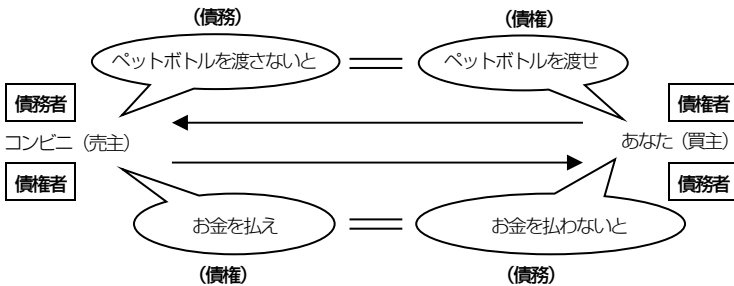 （債務） （債権）
ペットボトルを渡さないと ペットボトルを渡せ
債務者 債権者
コンビニ（売主） あなた（買主）
債権者 債務者
お金を払え お金を払わないと
（債権） （債務）